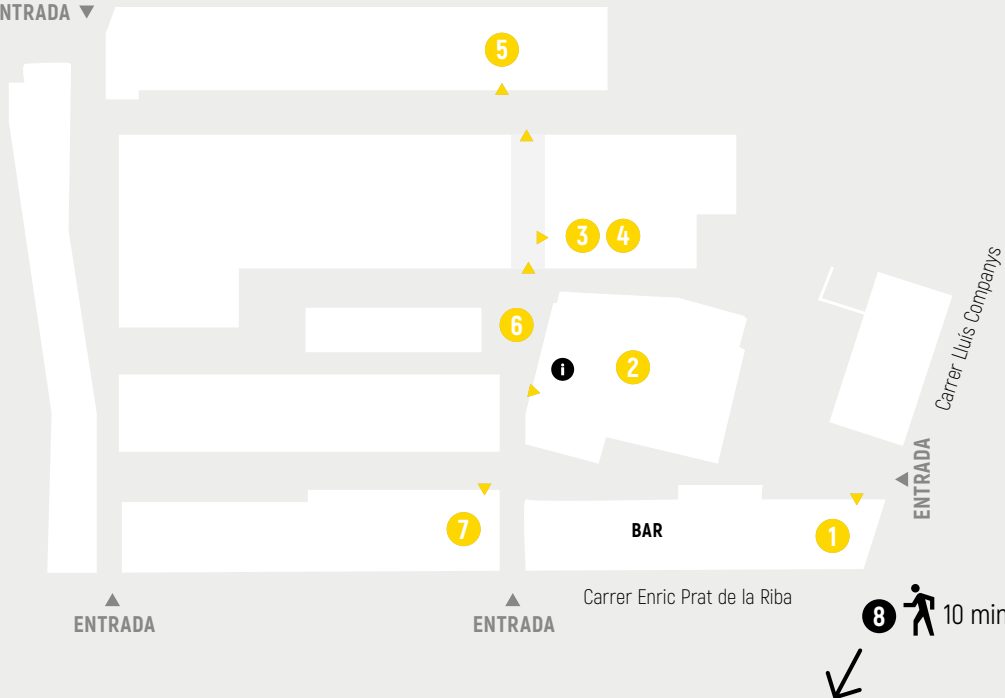 NTRADA
5
3 4
6
i
2
Carrer Lluís Companys
ENTRADA
7
BAR
1
Carrer Enric Prat de la Riba
ENTRADA
ENTRADA
8 10 min